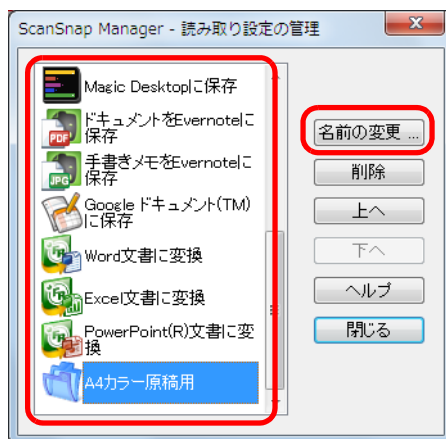 ScanSnap Manager - 読み取り設定の管理
Magic Desktopに保存
ドキュメントをEvernoteに
保存
PDF
手書きメモをEvernoteに
保存
JPG
Google ドキュメント(TM)
に保存
Word文書に変換
Excel文書に変換
PowerPoint(R)文書に変
換
A4カラー原稿用
名前の変更 ...
削除
上へ
下へ
ヘルプ
閉じる